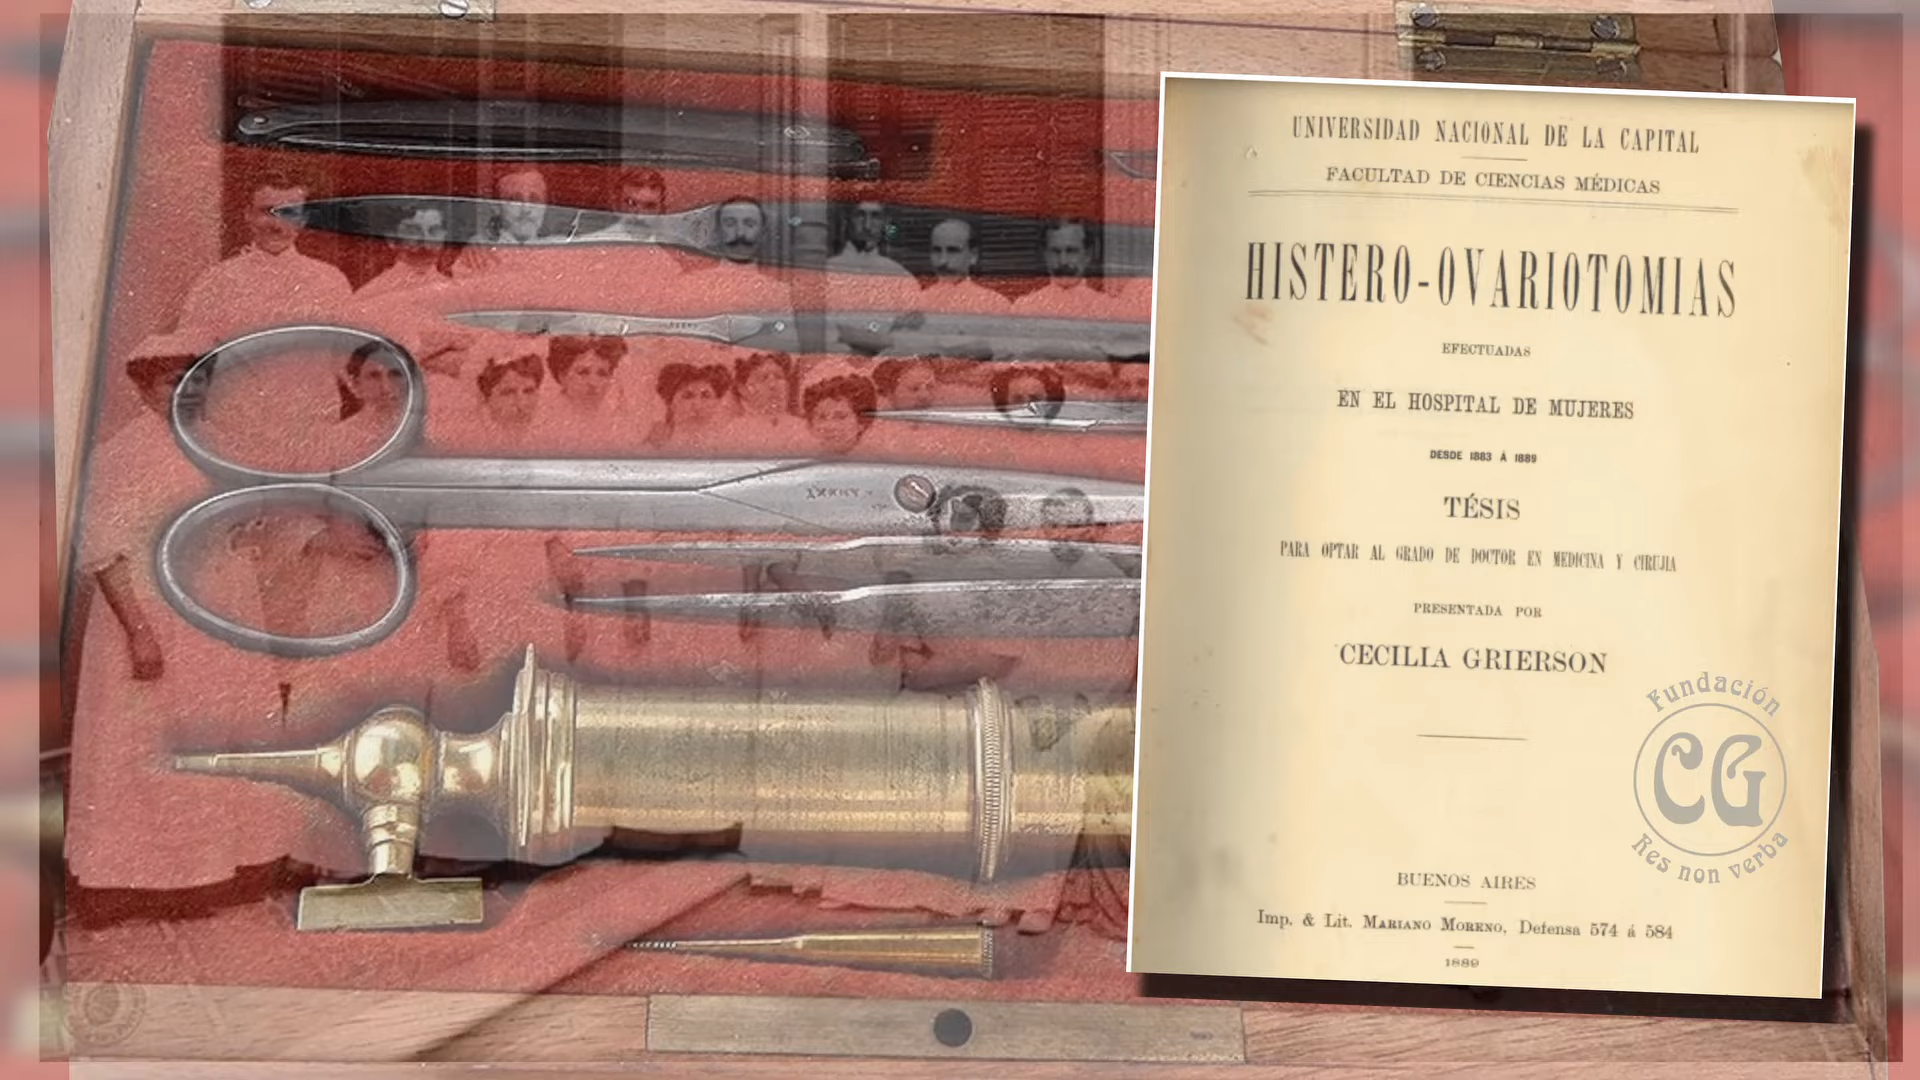 UNIVERSIDAD NACIONAL DE LA CAPITAL
FACULTAD DE CIENCIAS MÉDICAS
HISTERO-OVARIOTOMIAS
EFECTUADAS
EN EL HOSPITAL DE MUJERES
DESDE 1883 Á 1889
TÉSIS
PARA OPTAR AL GRADO DE DOCTOR EN MEDICINA Y CIRUJIA
PRESENTADA POR
CECILIA GRIERSON
Fundación
CG
Res non verba
BUENOS AIRES
Imp. & Lit. MARIANO MORENO, Defensa 574 á 584
1889